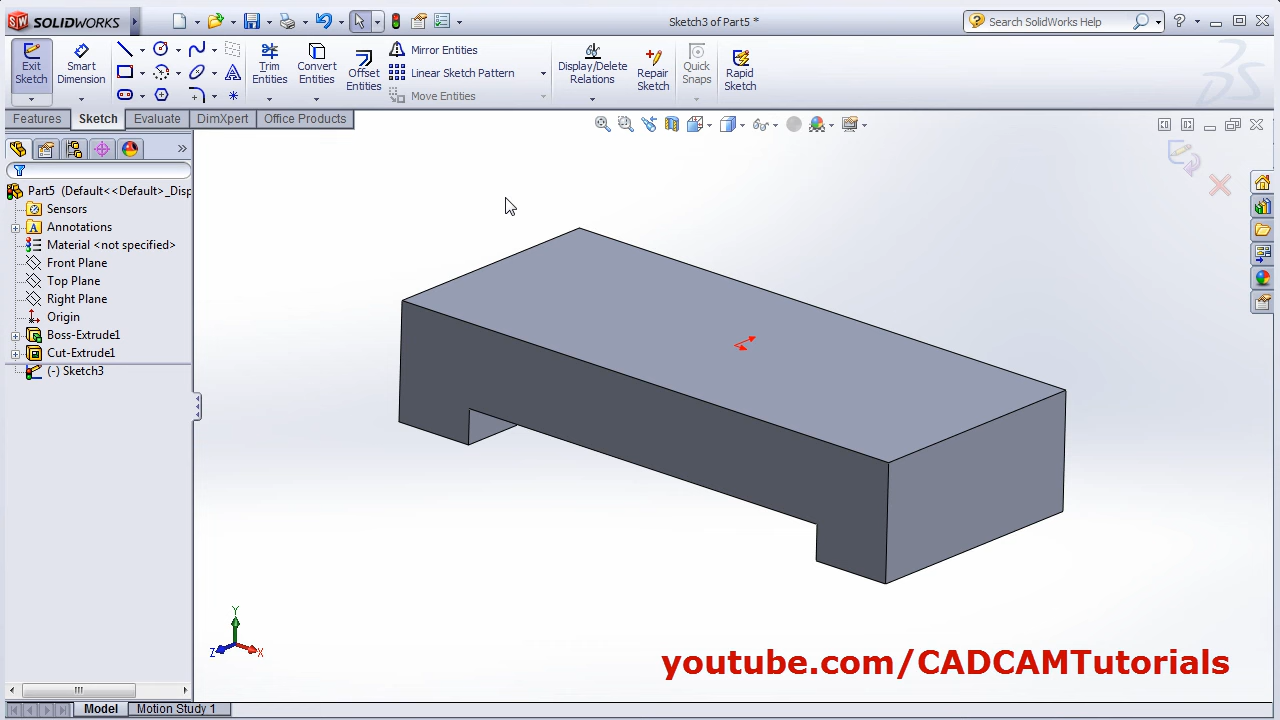 SOLIDWORKS
Sketch3 of Part5 *
Search SolidWorks Help
Exit Sketch
Smart Dimension
Trim Entities
Convert Entities
Offset Entities
Mirror Entities
Linear Sketch Pattern
Move Entities
Display/Delete Relations
Repair Sketch
Quick Snaps
Rapid Sketch
Features
Sketch
Evaluate
DimXpert
Office Products
Part5 (Default<<Default>_Disp
Sensors
Annotations
Material <not specified>
Front Plane
Top Plane
Right Plane
Origin
Boss-Extrude1
Cut-Extrude1
(-) Sketch3
Y
Z
X
youtube.com/CADCAMTutorials
Model
Motion Study 1